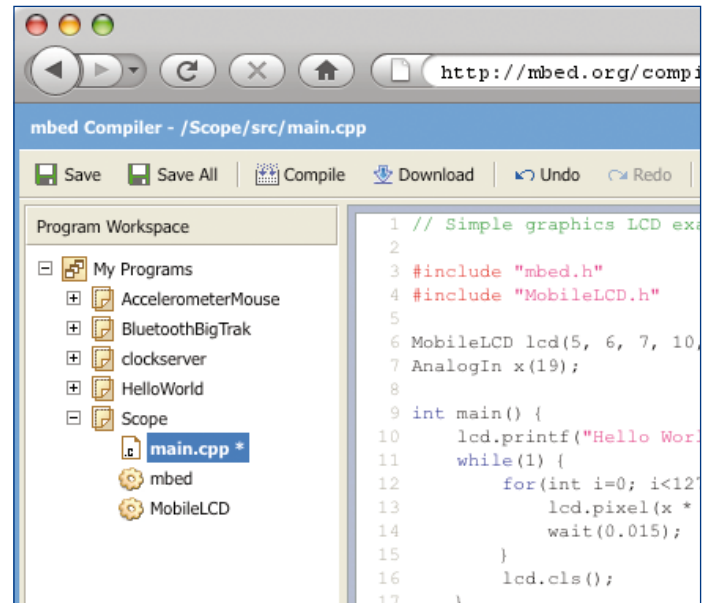 http://mbed.org/compi
mbed Compiler - /Scope/src/main.cpp
Save Save All Compile Download Undo Redo
Program Workspace
My Programs
AccelerometerMouse
BluetoothBigTrak
clockserver
HelloWorld
Scope
.c main.cpp *
mbed
MobileLCD
1 // Simple graphics LCD exa
2
3 #include "mbed.h"
4 #include "MobileLCD.h"
5
6 MobileLCD lcd(5, 6, 7, 10,
7 AnalogIn x(19);
8
9 int main() {
10 lcd.printf("Hello Worl
11 while(1) {
12 for(int i=0; i<127
13 lcd.pixel(x *
14 wait(0.015);
15 }
16 lcd.cls();
17 }